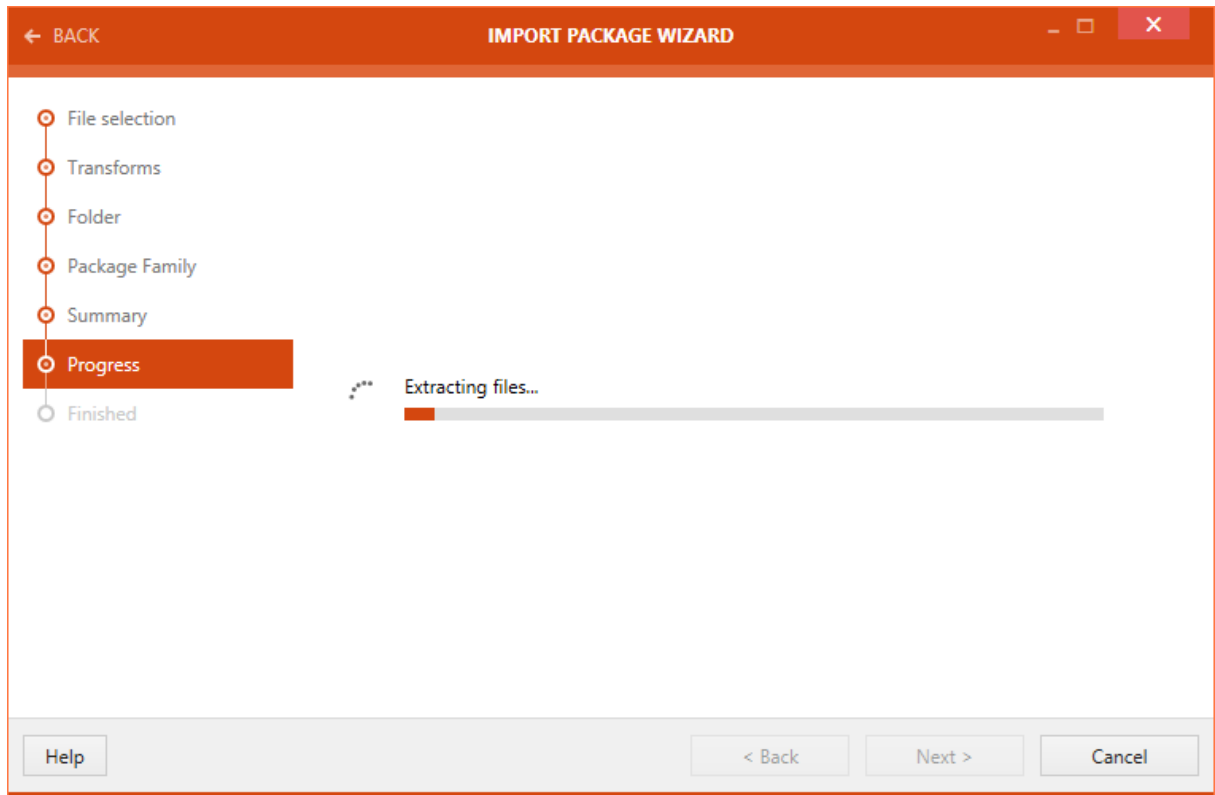 ← BACK
IMPORT PACKAGE WIZARD
File selection
Transforms
Folder
Package Family
Summary
Progress
Finished
Extracting files...
Help
< Back
Next >
Cancel